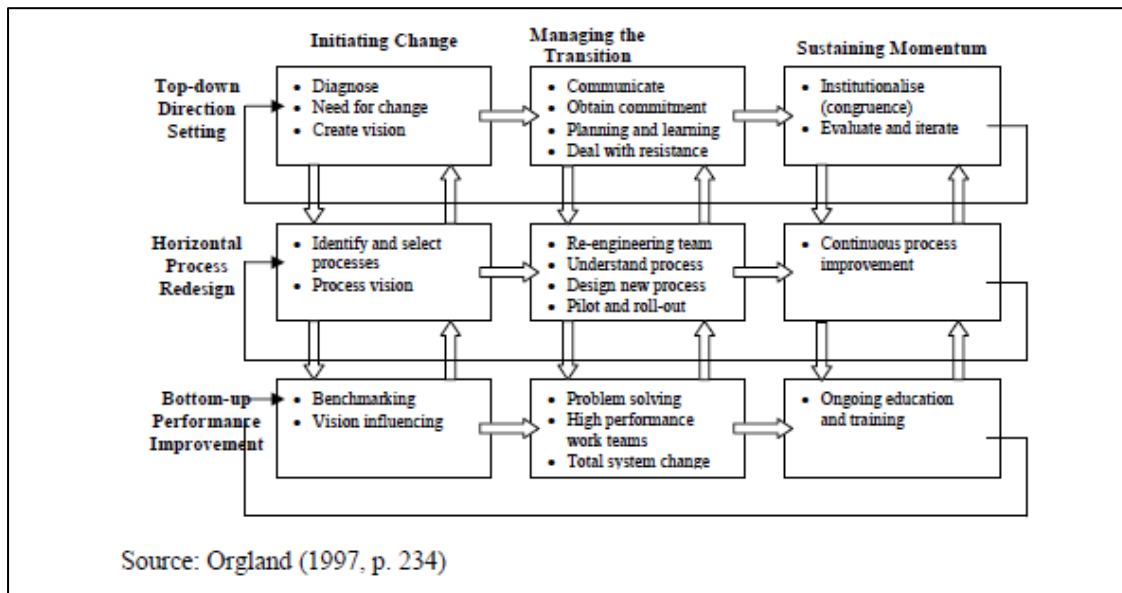 Initiating Change
Managing the
Transition
Sustaining Momentum
Top-down
Direction
Setting
• Diagnose
• Need for change
• Create vision
• Communicate
• Obtain commitment
• Planning and learning
• Deal with resistance
• Institutionalise
(congruence)
• Evaluate and iterate
Horizontal
Process
Redesign
• Identify and select
processes
• Process vision
• Re-engineering team
• Understand process
• Design new process
• Pilot and roll-out
• Continuous process
improvement
Bottom-up
Performance
Improvement
• Benchmarking
• Vision influencing
• Problem solving
• High performance
work teams
• Total system change
• Ongoing education
and training
Source: Orgland (1997, p. 234)